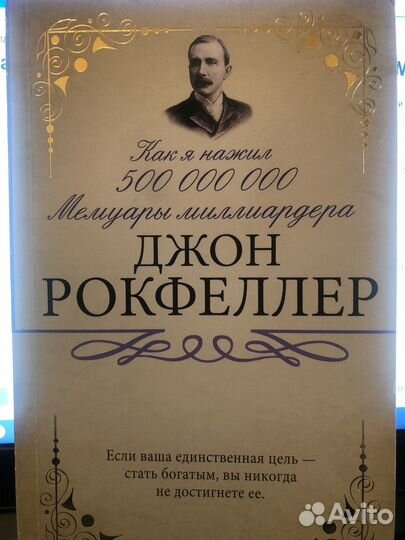 Как я нажил
500 000 000
Мемуары миллиардера
ДЖОН
РОКФЕЛЛЕР
Если ваша единственная цель —
стать богатым, вы никогда
не достигнете ее.
Avito